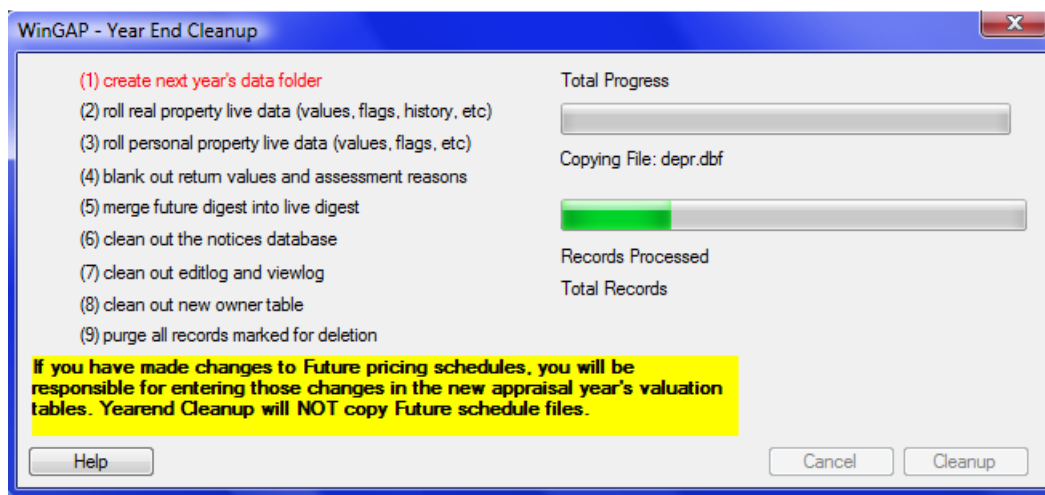 WinGAP - Year End Cleanup
x
(1) create next year's data folder
(2) roll real property live data (values, flags, history, etc)
(3) roll personal property live data (values, flags, etc)
(4) blank out return values and assessment reasons
(5) merge future digest into live digest
(6) clean out the notices database
(7) clean out editlog and viewlog
(8) clean out new owner table
(9) purge all records marked for deletion
Total Progress
Copying File: depr.dbf
Records Processed
Total Records
If you have made changes to Future pricing schedules, you will be
responsible for entering those changes in the new appraisal year's valuation
tables. Yearend Cleanup will NOT copy Future schedule files.
Help
Cancel
Cleanup